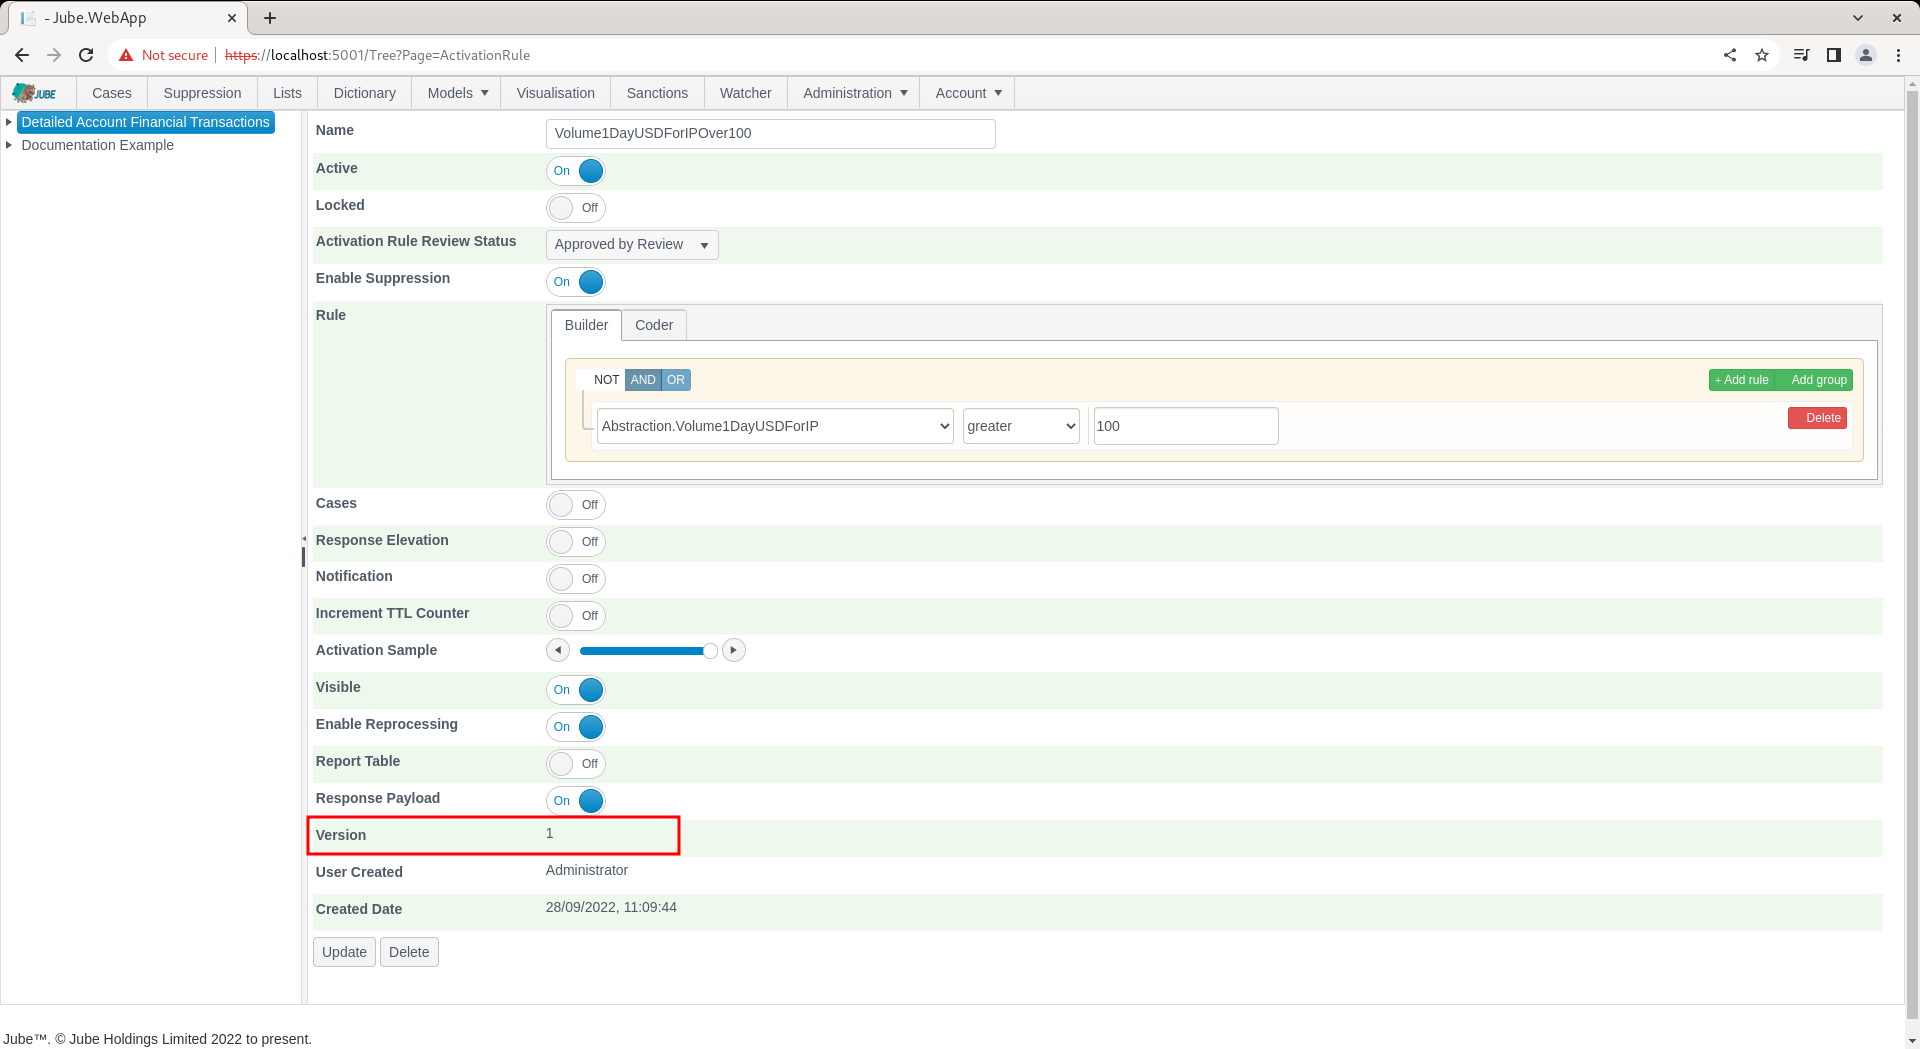 - Jube.WebApp
Not secure https://localhost:5001/Tree?Page=ActivationRule
JUBE Cases Suppression Lists Dictionary Models Visualisation Sanctions Watcher Administration Account
Detailed Account Financial Transactions
Documentation Example
Name Volume1DayUSDForIPOver100
Active On
Locked Off
Activation Rule Review Status Approved by Review
Enable Suppression On
Rule Builder Coder
NOT AND OR + Add rule Add group
Abstraction.Volume1DayUSDForIP greater 100 Delete
Cases Off
Response Elevation Off
Notification Off
Increment TTL Counter Off
Activation Sample
Visible On
Enable Reprocessing On
Report Table Off
Response Payload On
Version 1
User Created Administrator
Created Date 28/09/2022, 11:09:44
Update Delete
Jube™. © Jube Holdings Limited 2022 to present.